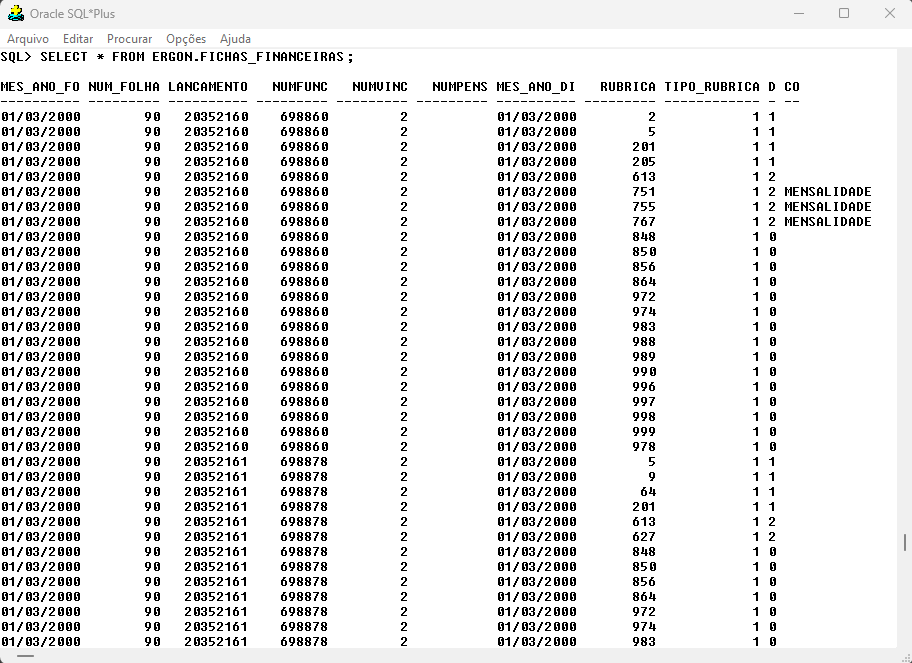 Oracle SQL*Plus
Arquivo Editar Procurar Opções Ajuda
SQL> SELECT * FROM ERGON.FICHAS_FINANCEIRAS;
MES_ANO_FO NUM_FOLHA LANCAMENTO NUMFUNC NUMVINC NUMPENS MES_ANO_DI RUBRICA TIPO_RUBRICA D CO
---------- --------- ---------- --------- --------- --------- ---------- --------- ------------ - --
01/03/2000 90 20352160 698860 2 01/03/2000 2 1 1
01/03/2000 90 20352160 698860 2 01/03/2000 5 1 1
01/03/2000 90 20352160 698860 2 01/03/2000 201 1 1
01/03/2000 90 20352160 698860 2 01/03/2000 205 1 1
01/03/2000 90 20352160 698860 2 01/03/2000 613 1 2
01/03/2000 90 20352160 698860 2 01/03/2000 751 1 2 MENSALIDADE
01/03/2000 90 20352160 698860 2 01/03/2000 755 1 2 MENSALIDADE
01/03/2000 90 20352160 698860 2 01/03/2000 767 1 2 MENSALIDADE
01/03/2000 90 20352160 698860 2 01/03/2000 848 1 0
01/03/2000 90 20352160 698860 2 01/03/2000 850 1 0
01/03/2000 90 20352160 698860 2 01/03/2000 856 1 0
01/03/2000 90 20352160 698860 2 01/03/2000 864 1 0
01/03/2000 90 20352160 698860 2 01/03/2000 972 1 0
01/03/2000 90 20352160 698860 2 01/03/2000 974 1 0
01/03/2000 90 20352160 698860 2 01/03/2000 983 1 0
01/03/2000 90 20352160 698860 2 01/03/2000 988 1 0
01/03/2000 90 20352160 698860 2 01/03/2000 989 1 0
01/03/2000 90 20352160 698860 2 01/03/2000 990 1 0
01/03/2000 90 20352160 698860 2 01/03/2000 996 1 0
01/03/2000 90 20352160 698860 2 01/03/2000 997 1 0
01/03/2000 90 20352160 698860 2 01/03/2000 998 1 0
01/03/2000 90 20352160 698860 2 01/03/2000 999 1 0
01/03/2000 90 20352160 698860 2 01/03/2000 978 1 0
01/03/2000 90 20352161 698878 2 01/03/2000 5 1 1
01/03/2000 90 20352161 698878 2 01/03/2000 9 1 1
01/03/2000 90 20352161 698878 2 01/03/2000 64 1 1
01/03/2000 90 20352161 698878 2 01/03/2000 201 1 1
01/03/2000 90 20352161 698878 2 01/03/2000 613 1 2
01/03/2000 90 20352161 698878 2 01/03/2000 627 1 2
01/03/2000 90 20352161 698878 2 01/03/2000 848 1 0
01/03/2000 90 20352161 698878 2 01/03/2000 850 1 0
01/03/2000 90 20352161 698878 2 01/03/2000 856 1 0
01/03/2000 90 20352161 698878 2 01/03/2000 864 1 0
01/03/2000 90 20352161 698878 2 01/03/2000 972 1 0
01/03/2000 90 20352161 698878 2 01/03/2000 974 1 0
01/03/2000 90 20352161 698878 2 01/03/2000 983 1 0